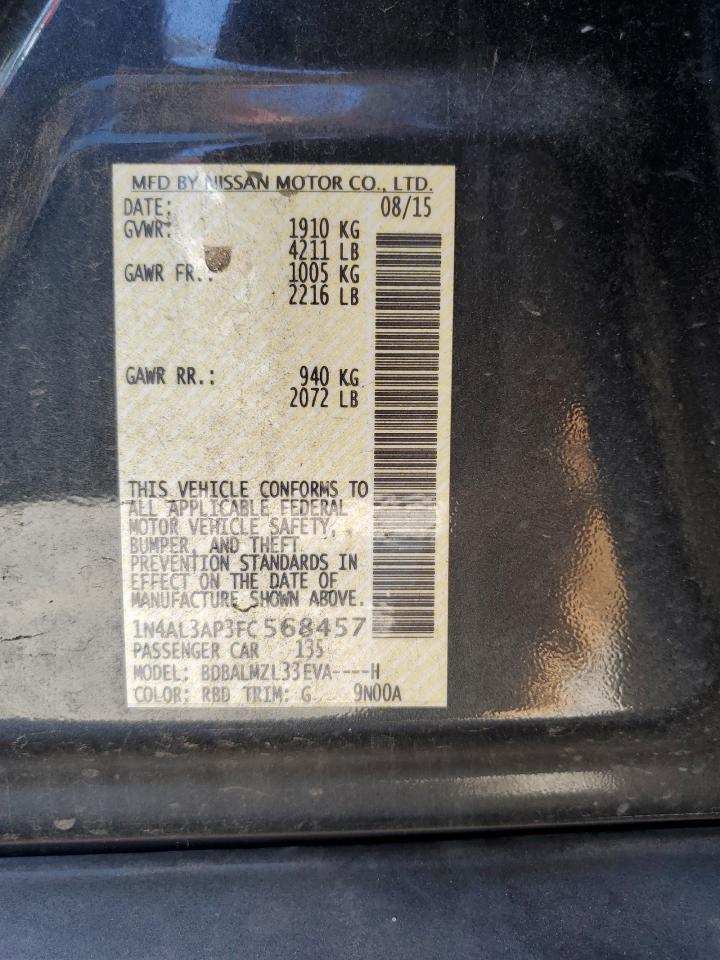 MFD BY NISSAN MOTOR CO., LTD.
DATE: 08/15
GVWR: 1910 KG
4211 LB
GAWR FR.: 1005 KG
2216 LB
GAWR RR.: 940 KG
2072 LB
THIS VEHICLE CONFORMS TO
ALL APPLICABLE FEDERAL
MOTOR VEHICLE SAFETY,
BUMPER, AND THEFT
PREVENTION STANDARDS IN
EFFECT ON THE DATE OF
MANUFACTURE SHOWN ABOVE.
1N4AL3AP3FC568457
PASSENGER CAR 135
MODEL: BDBALMZL33EVA----H
COLOR: RBD TRIM: G 9N00A